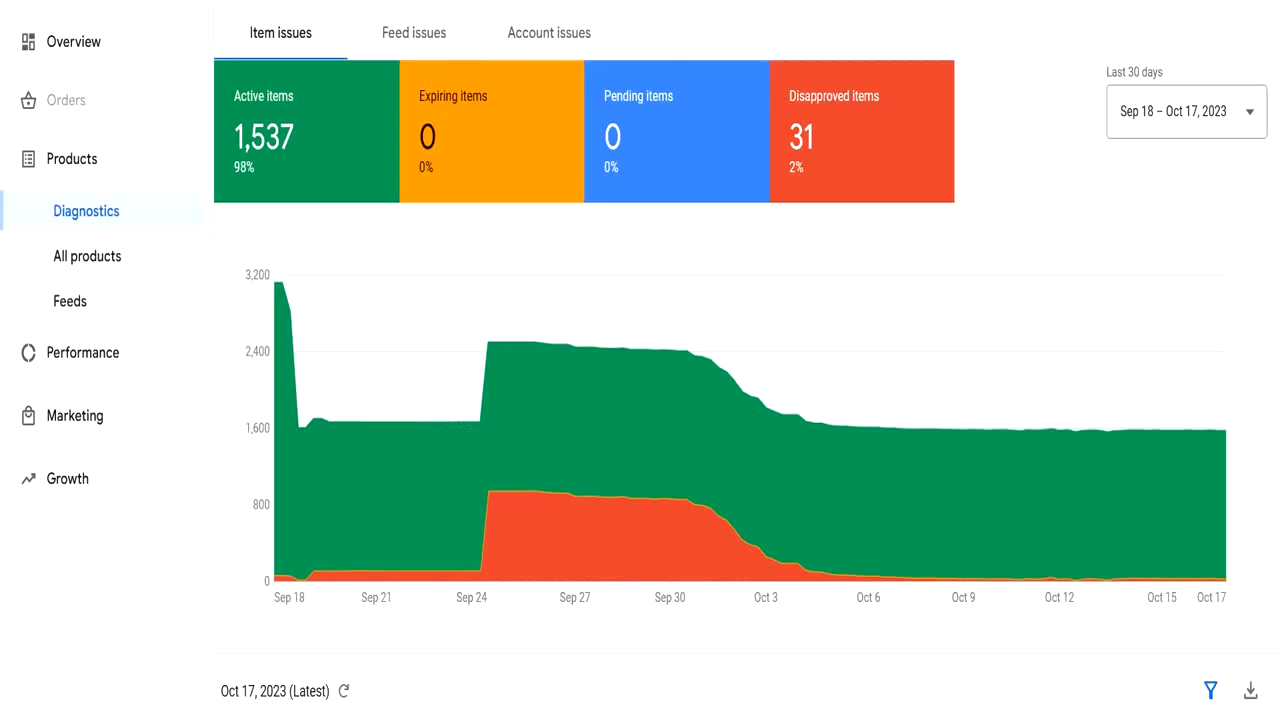 Overview
Orders
Products
Diagnostics
All products
Feeds
Performance
Marketing
Growth
Item issues Feed issues Account issues
Active items
1,537
98%
Expiring items
0
0%
Pending items
0
0%
Disapproved items
31
2%
Last 30 days
Sep 18 – Oct 17, 2023
3,200
2,400
1,600
800
0
Sep 18 Sep 21 Sep 24 Sep 27 Sep 30 Oct 3 Oct 6 Oct 9 Oct 12 Oct 15 Oct 17
Oct 17, 2023 (Latest)